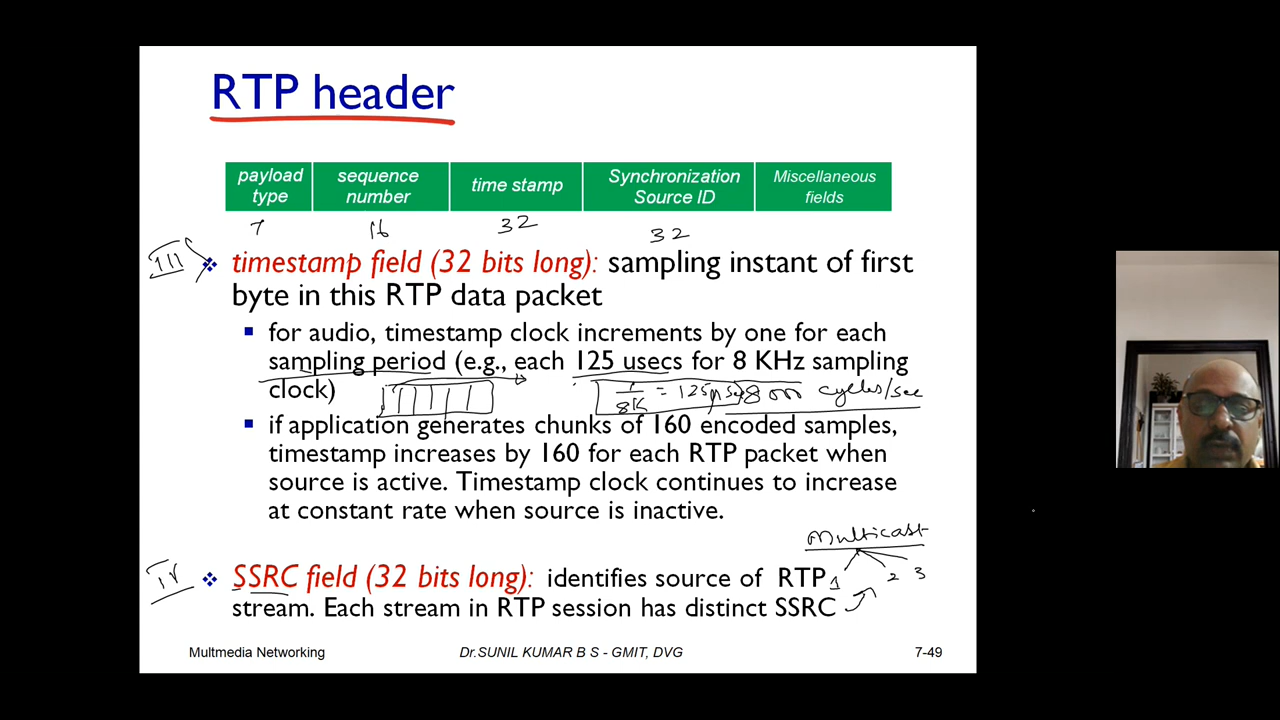 RTP header
payload type
sequence number
time stamp
Synchronization Source ID
Miscellaneous fields
7 16 32 32
III
❖ timestamp field (32 bits long): sampling instant of first
byte in this RTP data packet
▪ for audio, timestamp clock increments by one for each
sampling period (e.g., each 125 usecs for 8 KHz sampling
clock)
1/8K = 125μsec
8000 cycles/sec
▪ if application generates chunks of 160 encoded samples,
timestamp increases by 160 for each RTP packet when
source is active. Timestamp clock continues to increase
at constant rate when source is inactive.
Multicast
IV
❖ SSRC field (32 bits long): identifies source of RTP
1 2 3
stream. Each stream in RTP session has distinct SSRC
Multmedia Networking
Dr.SUNIL KUMAR B S - GMIT, DVG
7-49